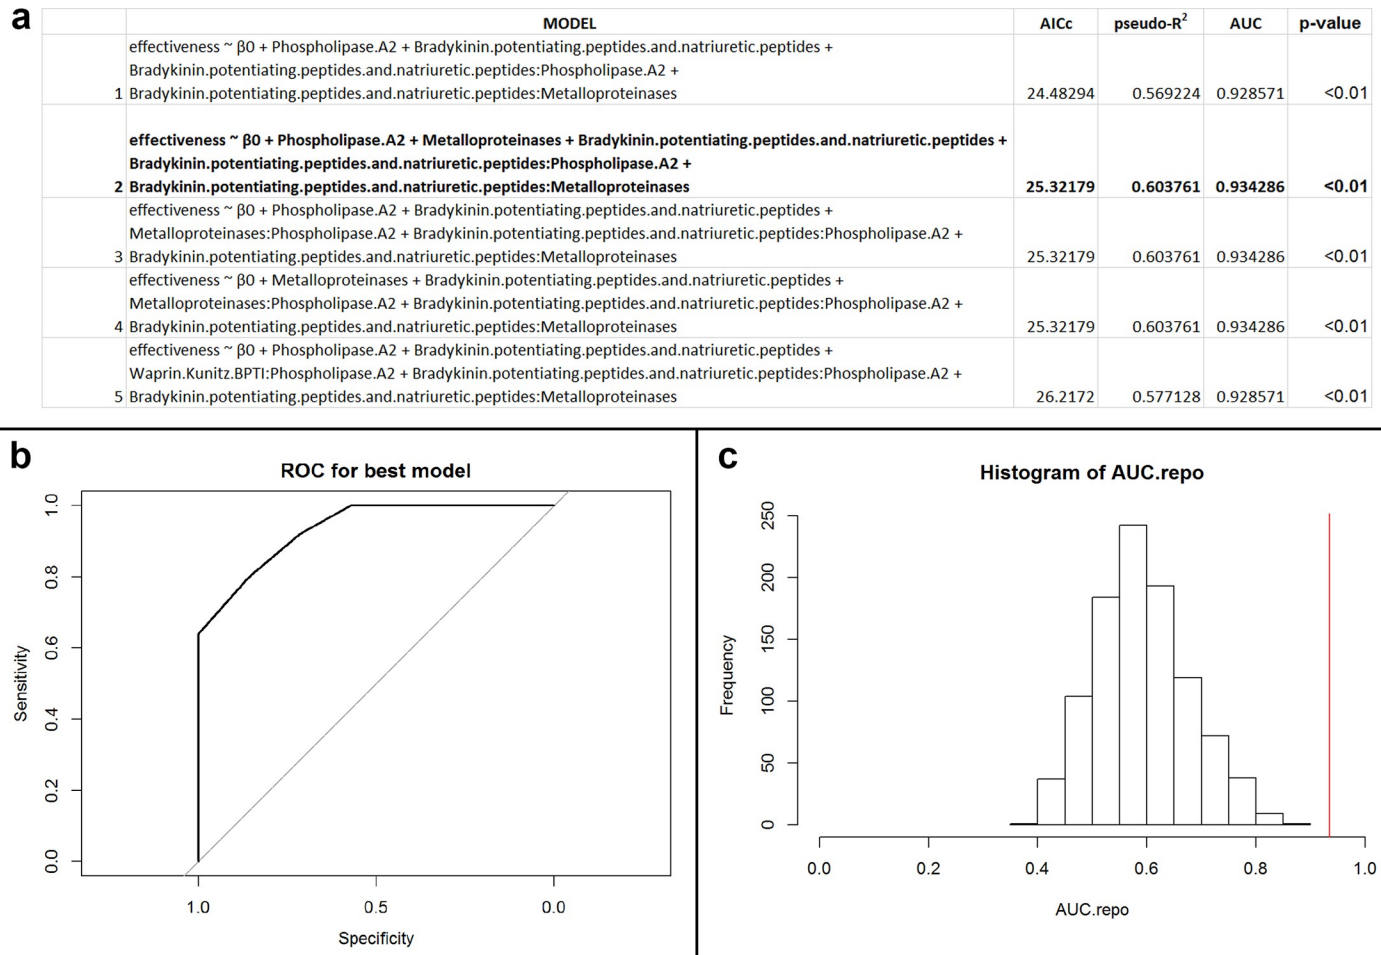 a
MODEL AICc pseudo-R² AUC p-value
effectiveness ~ β0 + Phospholipase.A2 + Bradykinin.potentiating.peptides.and.natriuretic.peptides +
Bradykinin.potentiating.peptides.and.natriuretic.peptides:Phospholipase.A2 +
1 Bradykinin.potentiating.peptides.and.natriuretic.peptides:Metalloproteinases 24.48294 0.569224 0.928571 <0.01
effectiveness ~ β0 + Phospholipase.A2 + Metalloproteinases + Bradykinin.potentiating.peptides.and.natriuretic.peptides +
Bradykinin.potentiating.peptides.and.natriuretic.peptides:Phospholipase.A2 +
2 Bradykinin.potentiating.peptides.and.natriuretic.peptides:Metalloproteinases 25.32179 0.603761 0.934286 <0.01
effectiveness ~ β0 + Phospholipase.A2 + Bradykinin.potentiating.peptides.and.natriuretic.peptides +
Metalloproteinases:Phospholipase.A2 + Bradykinin.potentiating.peptides.and.natriuretic.peptides:Phospholipase.A2 +
3 Bradykinin.potentiating.peptides.and.natriuretic.peptides:Metalloproteinases 25.32179 0.603761 0.934286 <0.01
effectiveness ~ β0 + Metalloproteinases + Bradykinin.potentiating.peptides.and.natriuretic.peptides +
Metalloproteinases:Phospholipase.A2 + Bradykinin.potentiating.peptides.and.natriuretic.peptides:Phospholipase.A2 +
4 Bradykinin.potentiating.peptides.and.natriuretic.peptides:Metalloproteinases 25.32179 0.603761 0.934286 <0.01
effectiveness ~ β0 + Phospholipase.A2 + Bradykinin.potentiating.peptides.and.natriuretic.peptides +
Waprin.Kunitz.BPTI:Phospholipase.A2 + Bradykinin.potentiating.peptides.and.natriuretic.peptides:Phospholipase.A2 +
5 Bradykinin.potentiating.peptides.and.natriuretic.peptides:Metalloproteinases 26.2172 0.577128 0.928571 <0.01
b
ROC for best model
Sensitivity
1.0
0.8
0.6
0.4
0.2
0.0
1.0 0.5 0.0
Specificity
c
Histogram of AUC.repo
Frequency
250
200
150
100
50
0
0.0 0.2 0.4 0.6 0.8 1.0
AUC.repo